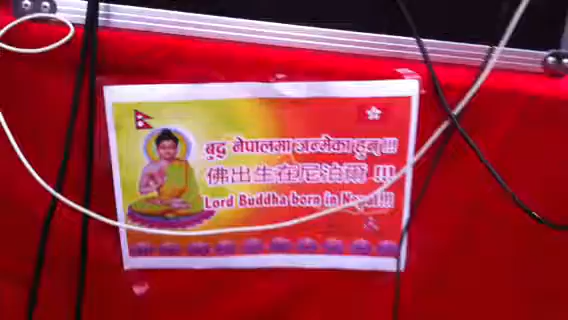 बुद्ध नेपालमा जन्मेका हुन् !!!
佛出生在尼泊爾 !!!
Lord Buddha born in Nepal!!!